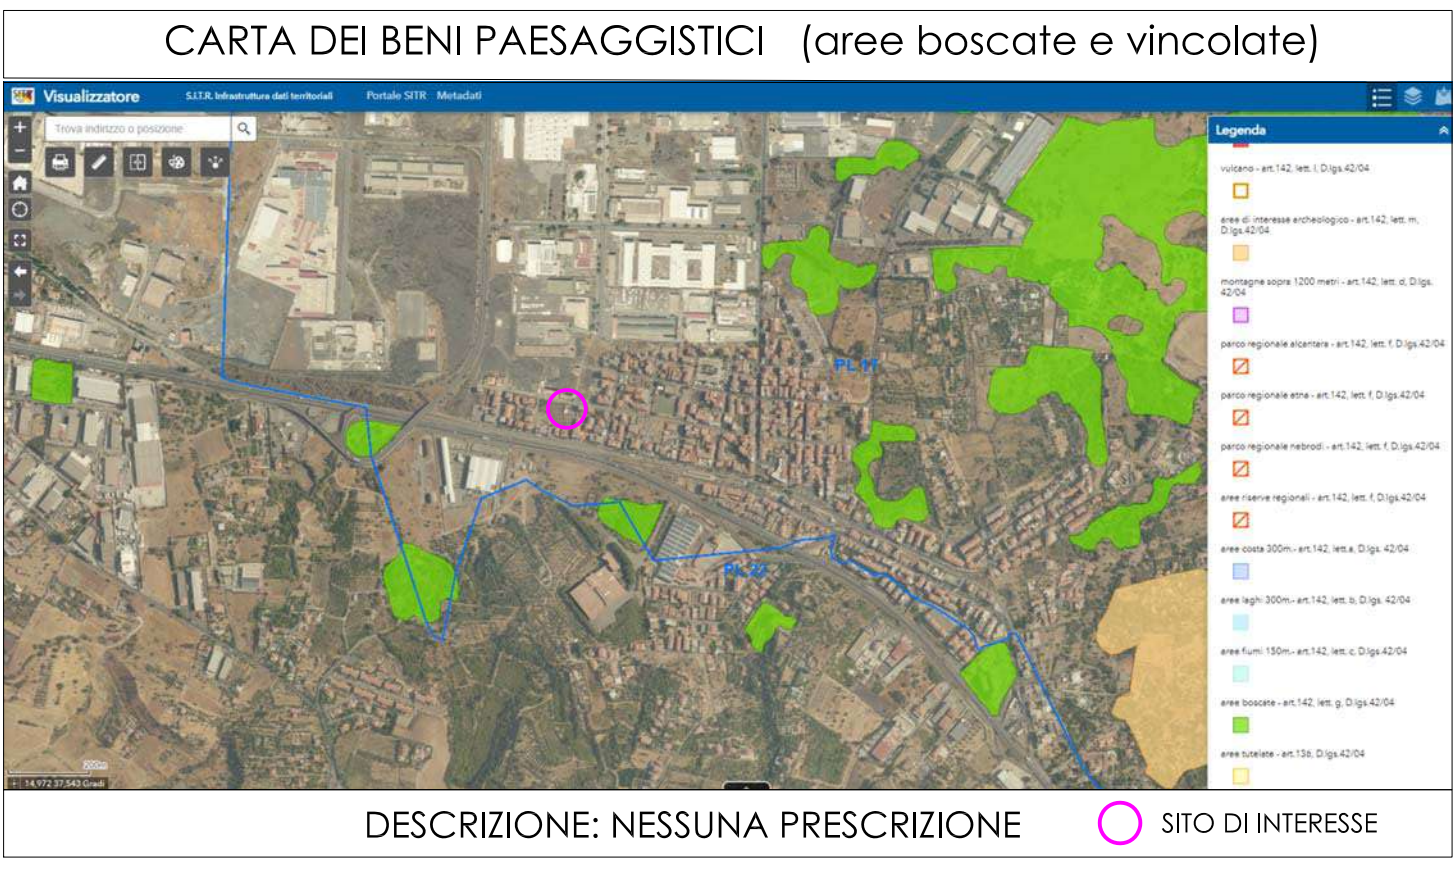 CARTA DEI BENI PAESAGGISTICI (aree boscate e vincolate)
Visualizzatore S.I.T.R. Infrastruttura dati territoriali Portale SITR Metadati
+ Trova indirizzo o posizione
Legenda
vulcano - art.142, lett. l, D.lgs.42/04
aree di interesse archeologico - art.142, lett. m,
D.lgs.42/04
montagne sopra 1200 metri - art.142, lett. d, D.lgs.
42/04
parco regionale alcantara - art.142, lett. f, D.lgs.42/04
parco regionale etna - art.142, lett. f, D.lgs.42/04
parco regionale nebrodi - art.142, lett. f, D.lgs.42/04
aree riserve regionali - art.142, lett. f, D.lgs.42/04
aree costa 300m.- art.142, lett.a, D.lgs. 42/04
aree laghi 300m.- art.142, lett. b, D.lgs. 42/04
aree fiumi 150m.- art.142, lett. c, D.lgs.42/04
aree boscate - art.142, lett. g, D.lgs.42/04
aree tutelate - art.136, D.lgs.42/04
PL 22
200m
14,972 37,543 Gradi
DESCRIZIONE: NESSUNA PRESCRIZIONE SITO DI INTERESSE